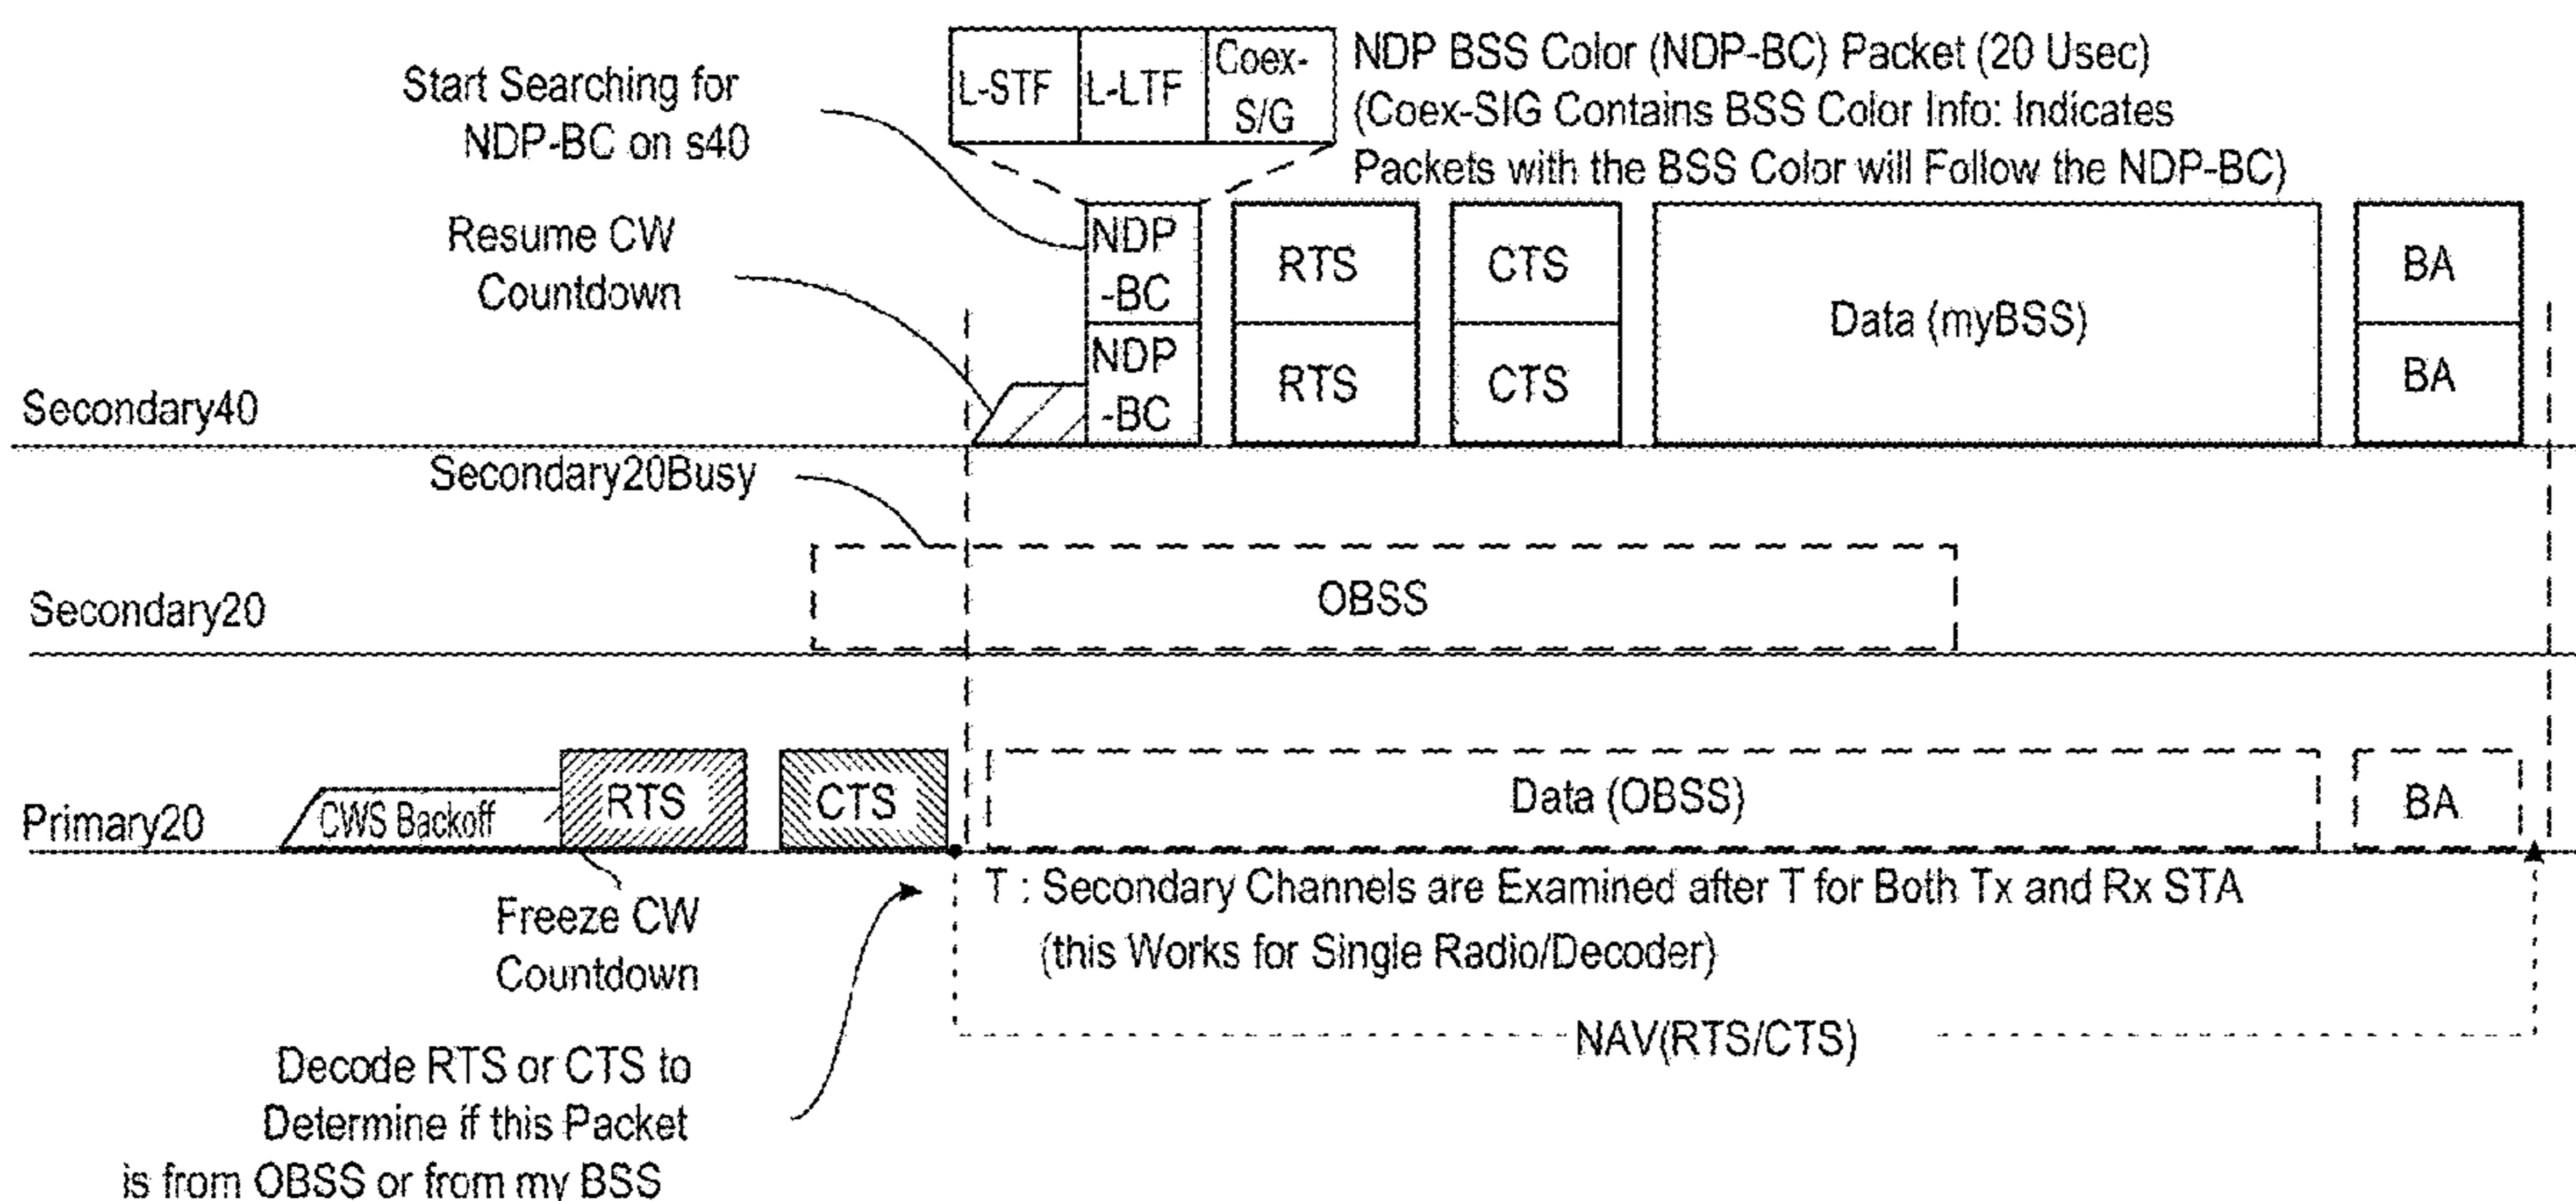 L-STF
L-LTF
Coex-
S/G
NDP BSS Color (NDP-BC) Packet (20 Usec)
(Coex-SIG Contains BSS Color Info: Indicates
Packets with the BSS Color will Follow the NDP-BC)
Start Searching for
NDP-BC on s40
Resume CW
Countdown
NDP
-BC
RTS
CTS
Data (myBSS)
BA
NDP
-BC
RTS
CTS
BA
Secondary40
Secondary20Busy
OBSS
Secondary20
CWS Backoff
RTS
CTS
Data (OBSS)
BA
Primary20
T : Secondary Channels are Examined after T for Both Tx and Rx STA
(this Works for Single Radio/Decoder)
Freeze CW
Countdown
NAV(RTS/CTS)
Decode RTS or CTS to
Determine if this Packet
is from OBSS or from my BSS